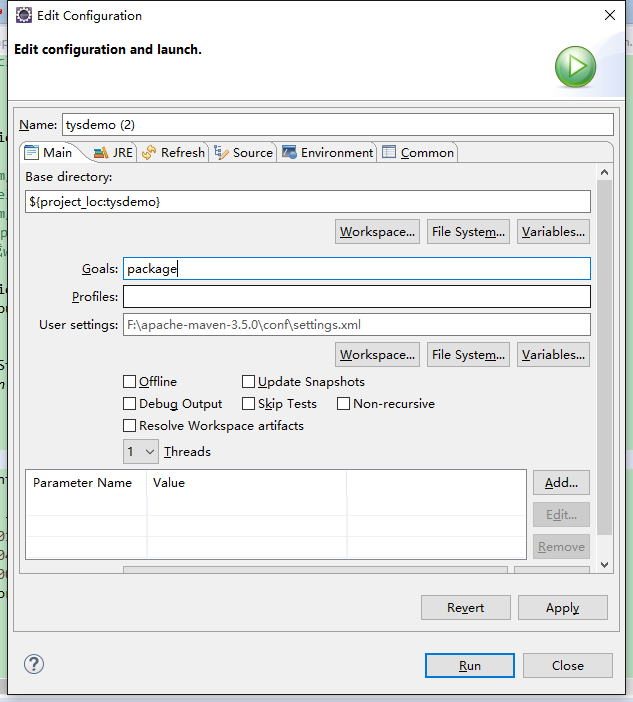 Edit Configuration
Edit configuration and launch.
Name: tysdemo (2)
Main JRE Refresh Source Environment Common
Base directory:
${project_loc:tysdemo}
Workspace... File System... Variables...
Goals: package
Profiles:
User settings: F:\apache-maven-3.5.0\conf\settings.xml
Workspace... File System... Variables...
Offline Update Snapshots
Debug Output Skip Tests Non-recursive
Resolve Workspace artifacts
1 Threads
Parameter Name Value Add...
Edit...
Remove
Revert Apply
Run Close